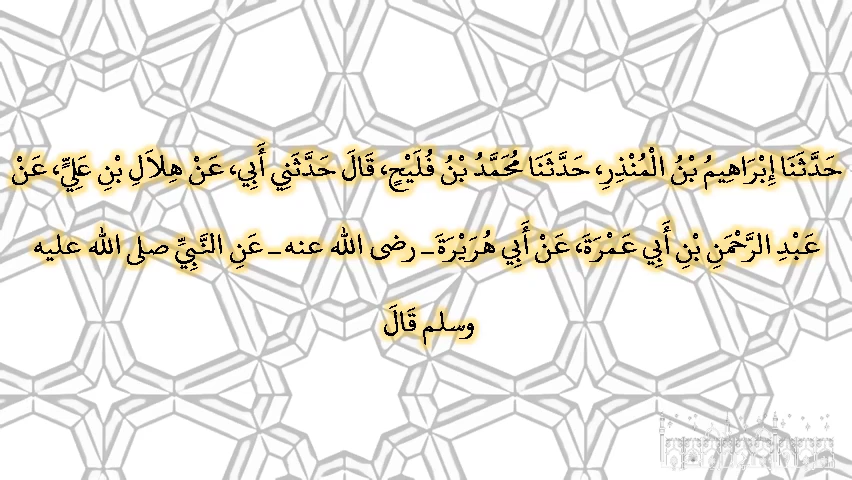 حَدَّثَنَا إِبْرَاهِيمُ بْنُ الْمُنْذِرِ، حَدَّثَنَا مُحَمَّدُ بْنُ فُلَيْحٍ، قَالَ حَدَّثَنِي أَبِي، عَنْ هِلاَلِ بْنِ عَلِيٍّ، عَنْ
عَبْدِ الرَّحْمَنِ بْنِ أَبِي عَمْرَةَ، عَنْ أَبِي هُرَيْرَةَ ـ رضى الله عنه ـ عَنِ النَّبِيِّ صلى الله عليه
وسلم قَالَ